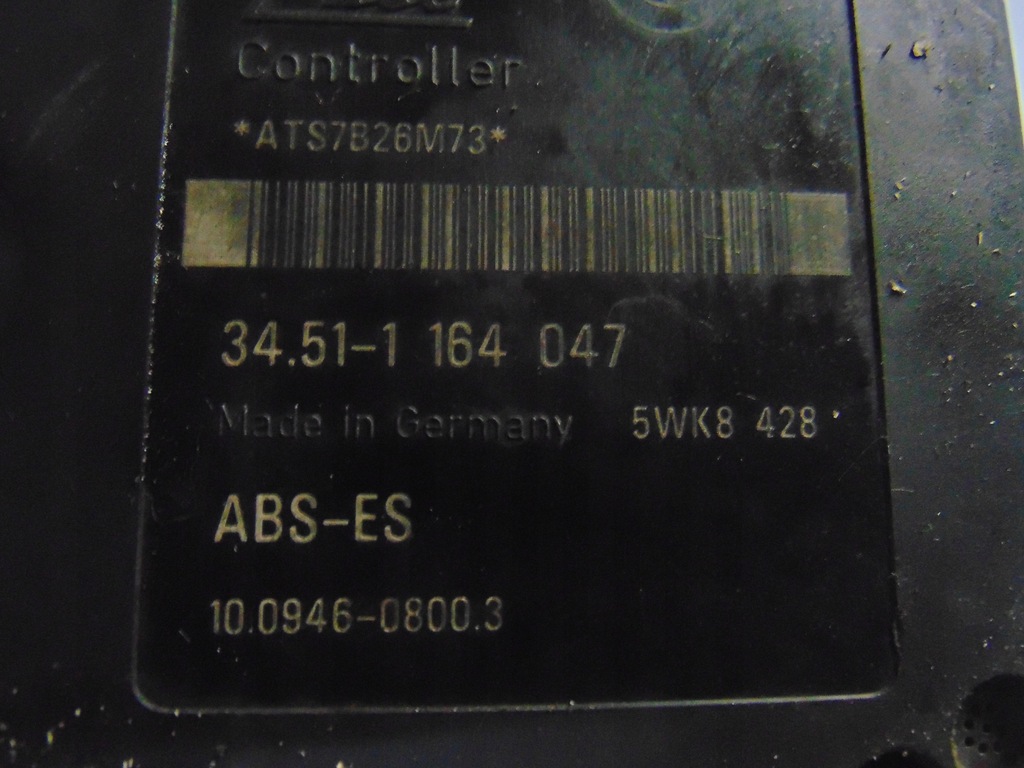 Controller
*ATS7B26M73*
34.51-1 164 047
Made in Germany 5WK8 428
ABS-ES
10.0946-0800.3